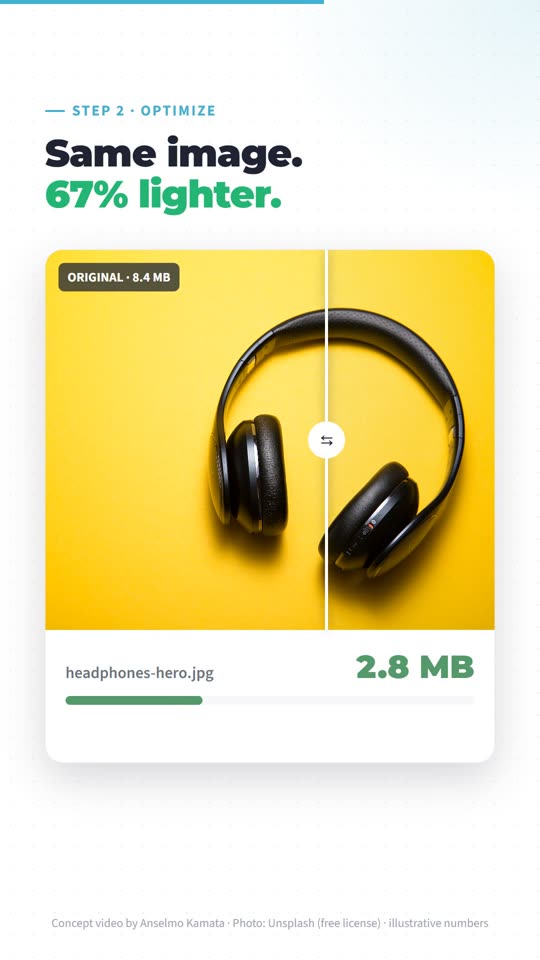 STEP 2 · OPTIMIZE
Same image.
67% lighter.
ORIGINAL · 8.4 MB
headphones-hero.jpg
2.8 MB
Concept video by Anselmo Kamata · Photo: Unsplash (free license) · illustrative numbers